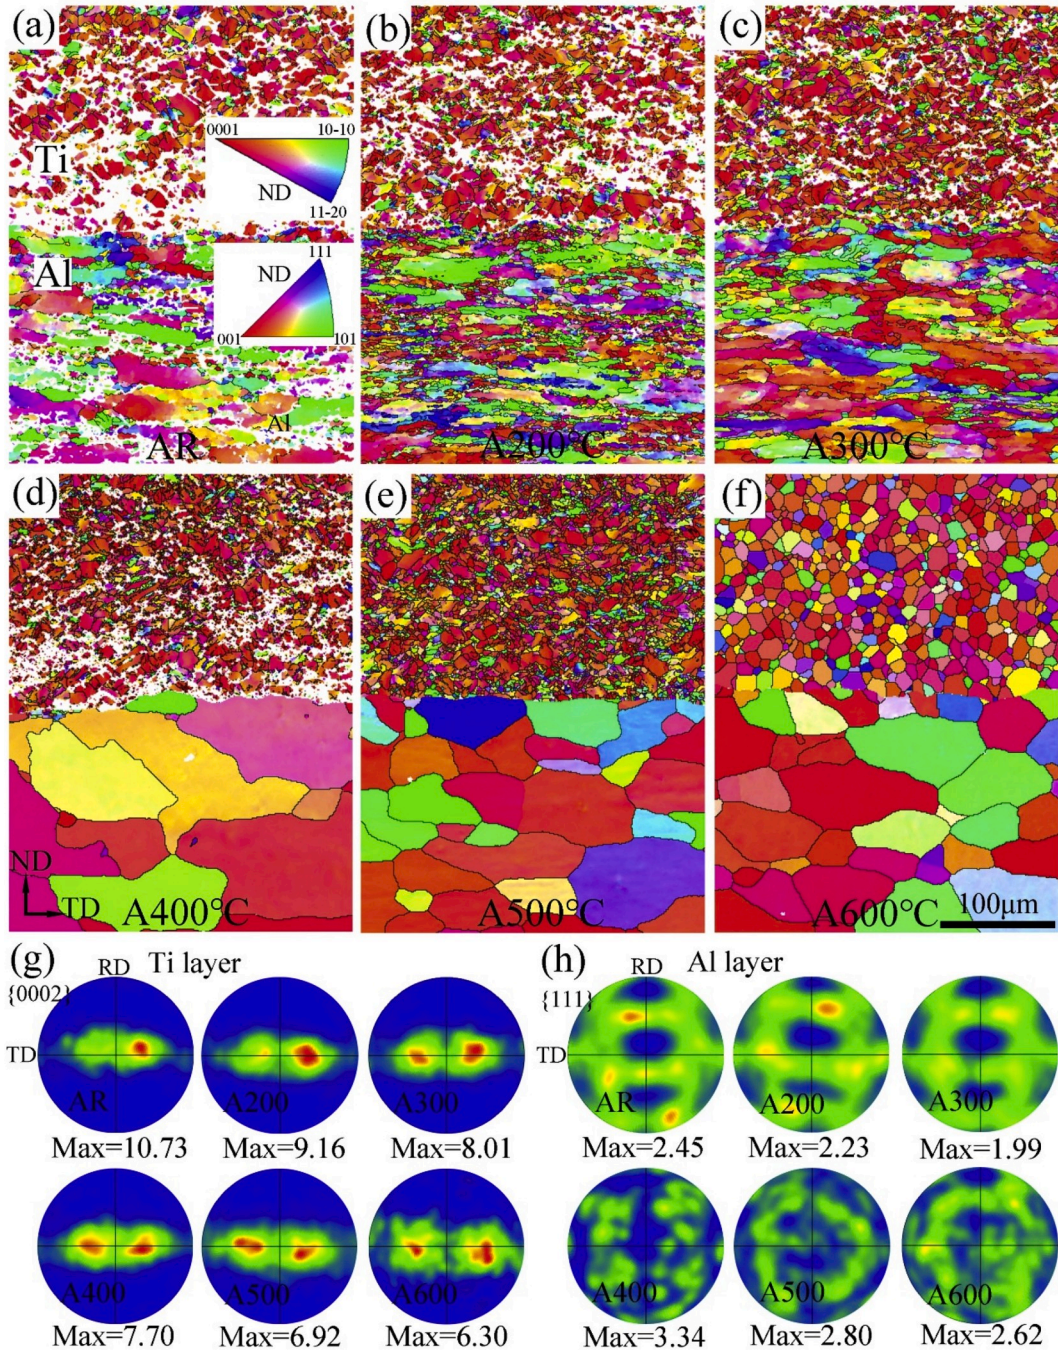 (a)
(b)
(c)
0001 10-10
Ti
ND
11-20
111
Al
ND
001 101
Al
AR
A200°C
A300°C
(d)
(e)
(f)
ND
TD
A400°C
A500°C
A600°C
100μm
(g) RD Ti layer
{0002}
TD
AR
A200
A300
Max=10.73
Max=9.16
Max=8.01
A400
A500
A600
Max=7.70
Max=6.92
Max=6.30
(h) RD Al layer
{111}
TD
AR
A200
A300
Max=2.45
Max=2.23
Max=1.99
A400
A500
A600
Max=3.34
Max=2.80
Max=2.62